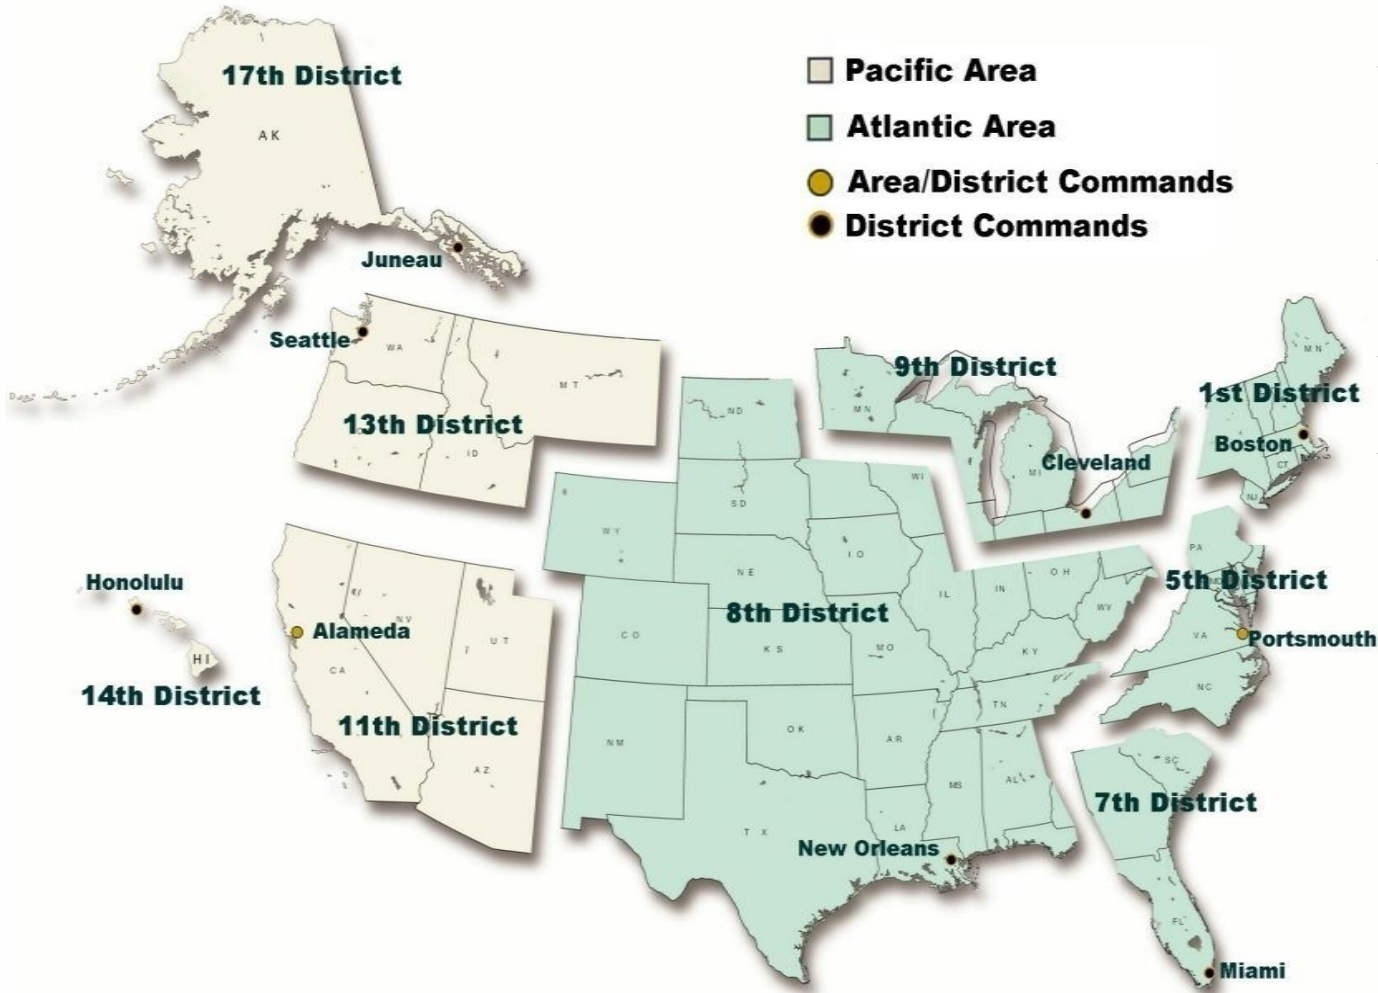 17th District
Pacific Area
Atlantic Area
Area/District Commands
District Commands
AK
Juneau
Seattle
WA
MT
13th District
ID
9th District
MN
MI
Cleveland
WI
MN
1st District
Boston
CT
NJ
ND
SD
WY
NE
IO
8th District
CO
KS
MO
IL
IN
OH
WV
KY
TN
NM
OK
AR
TX
LA
MS
AL
New Orleans
PA
MD
5th District
VA
Portsmouth
NC
SC
7th District
FL
Miami
Honolulu
HI
14th District
Alameda
NV
UT
CA
11th District
AZ